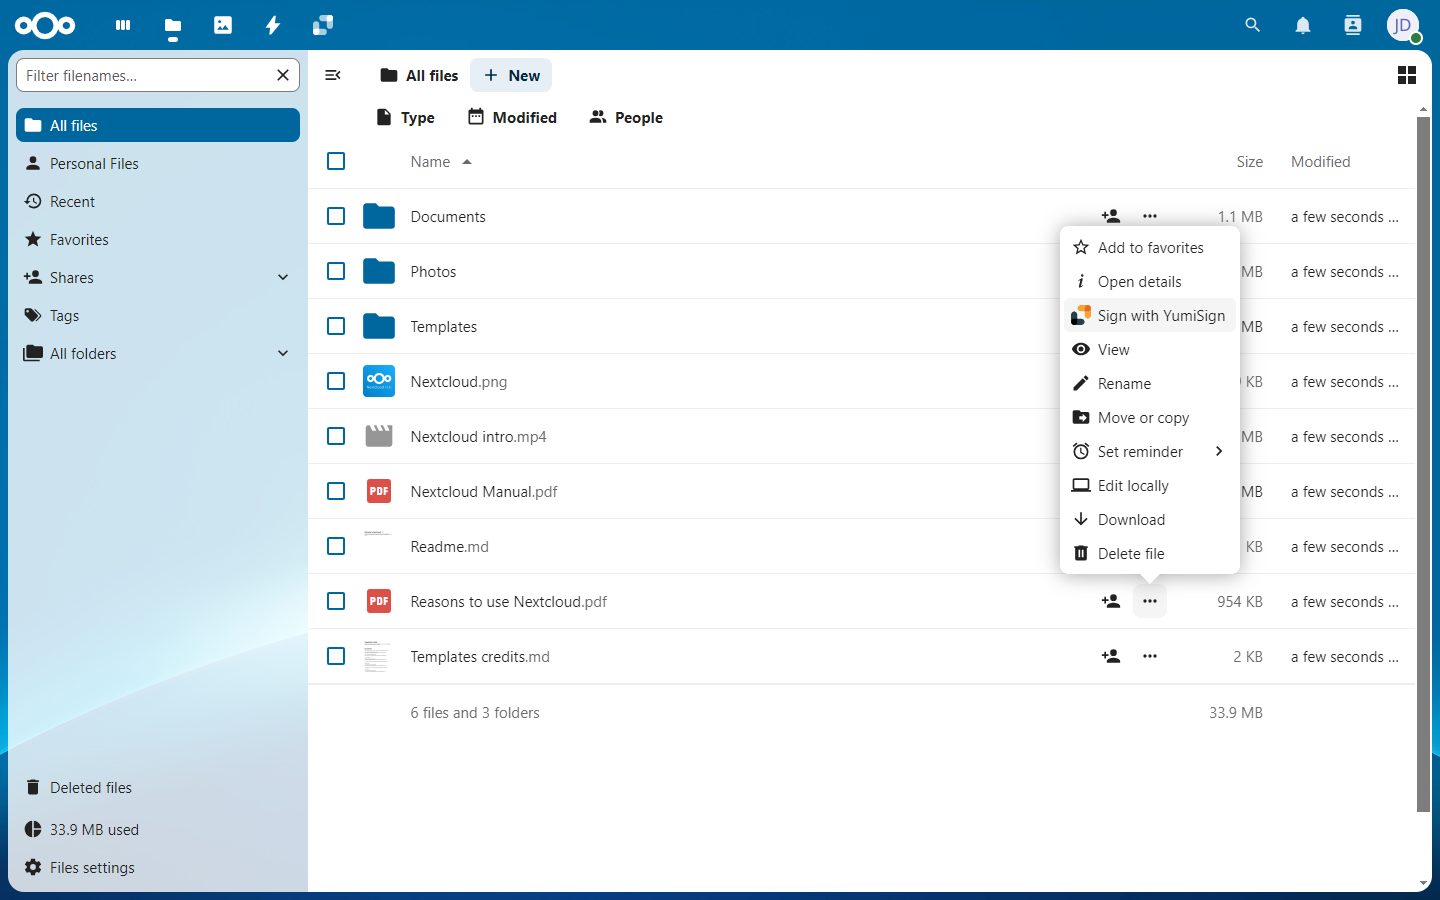 JD
Filter filenames...
All files
New
Type
Modified
People
All files
Personal Files
Recent
Favorites
Shares
Tags
All folders
Name
Size
Modified
Documents
1.1 MB
a few seconds ...
Photos
MB
a few seconds ...
Templates
MB
a few seconds ...
Nextcloud.png
KB
a few seconds ...
Nextcloud intro.mp4
MB
a few seconds ...
PDF
Nextcloud Manual.pdf
MB
a few seconds ...
Readme.md
KB
a few seconds ...
PDF
Reasons to use Nextcloud.pdf
954 KB
a few seconds ...
Templates credits.md
2 KB
a few seconds ...
6 files and 3 folders
33.9 MB
Add to favorites
Open details
Sign with YumiSign
View
Rename
Move or copy
Set reminder
Edit locally
Download
Delete file
Deleted files
33.9 MB used
Files settings